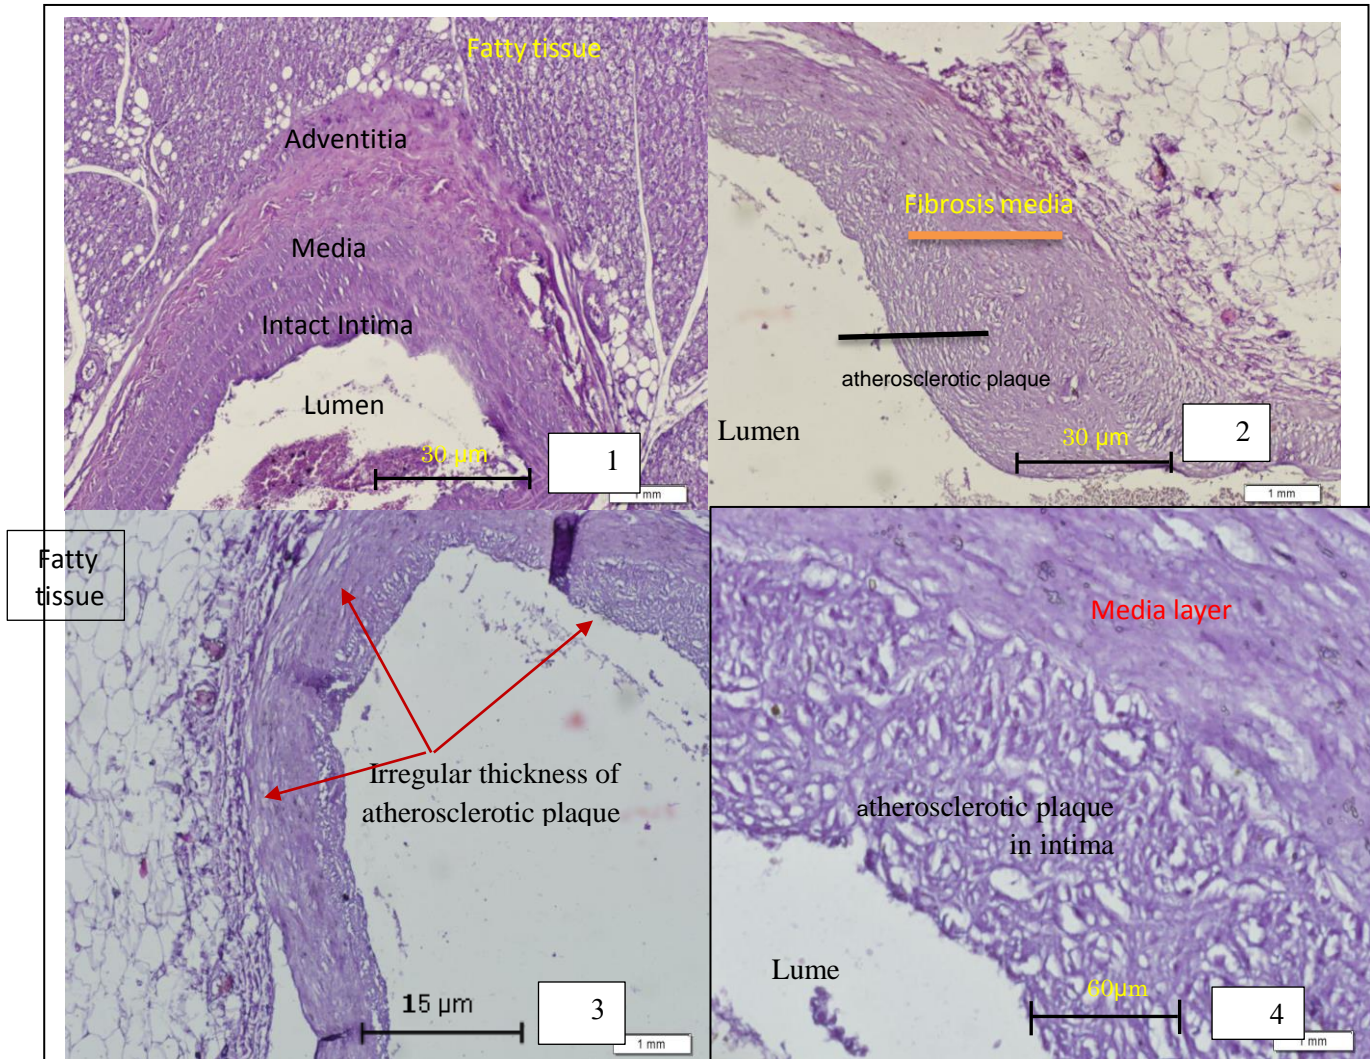 Fatty tissue
Adventitia
Media
Intact Intima
Lumen
30 µm
1
1 mm
Fibrosis media
atherosclerotic plaque
Lumen
30 µm
2
1 mm
Fatty
tissue
Irregular thickness of
atherosclerotic plaque
15 µm
3
1 mm
Media layer
atherosclerotic plaque
in intima
Lume
60µm
4
1 mm